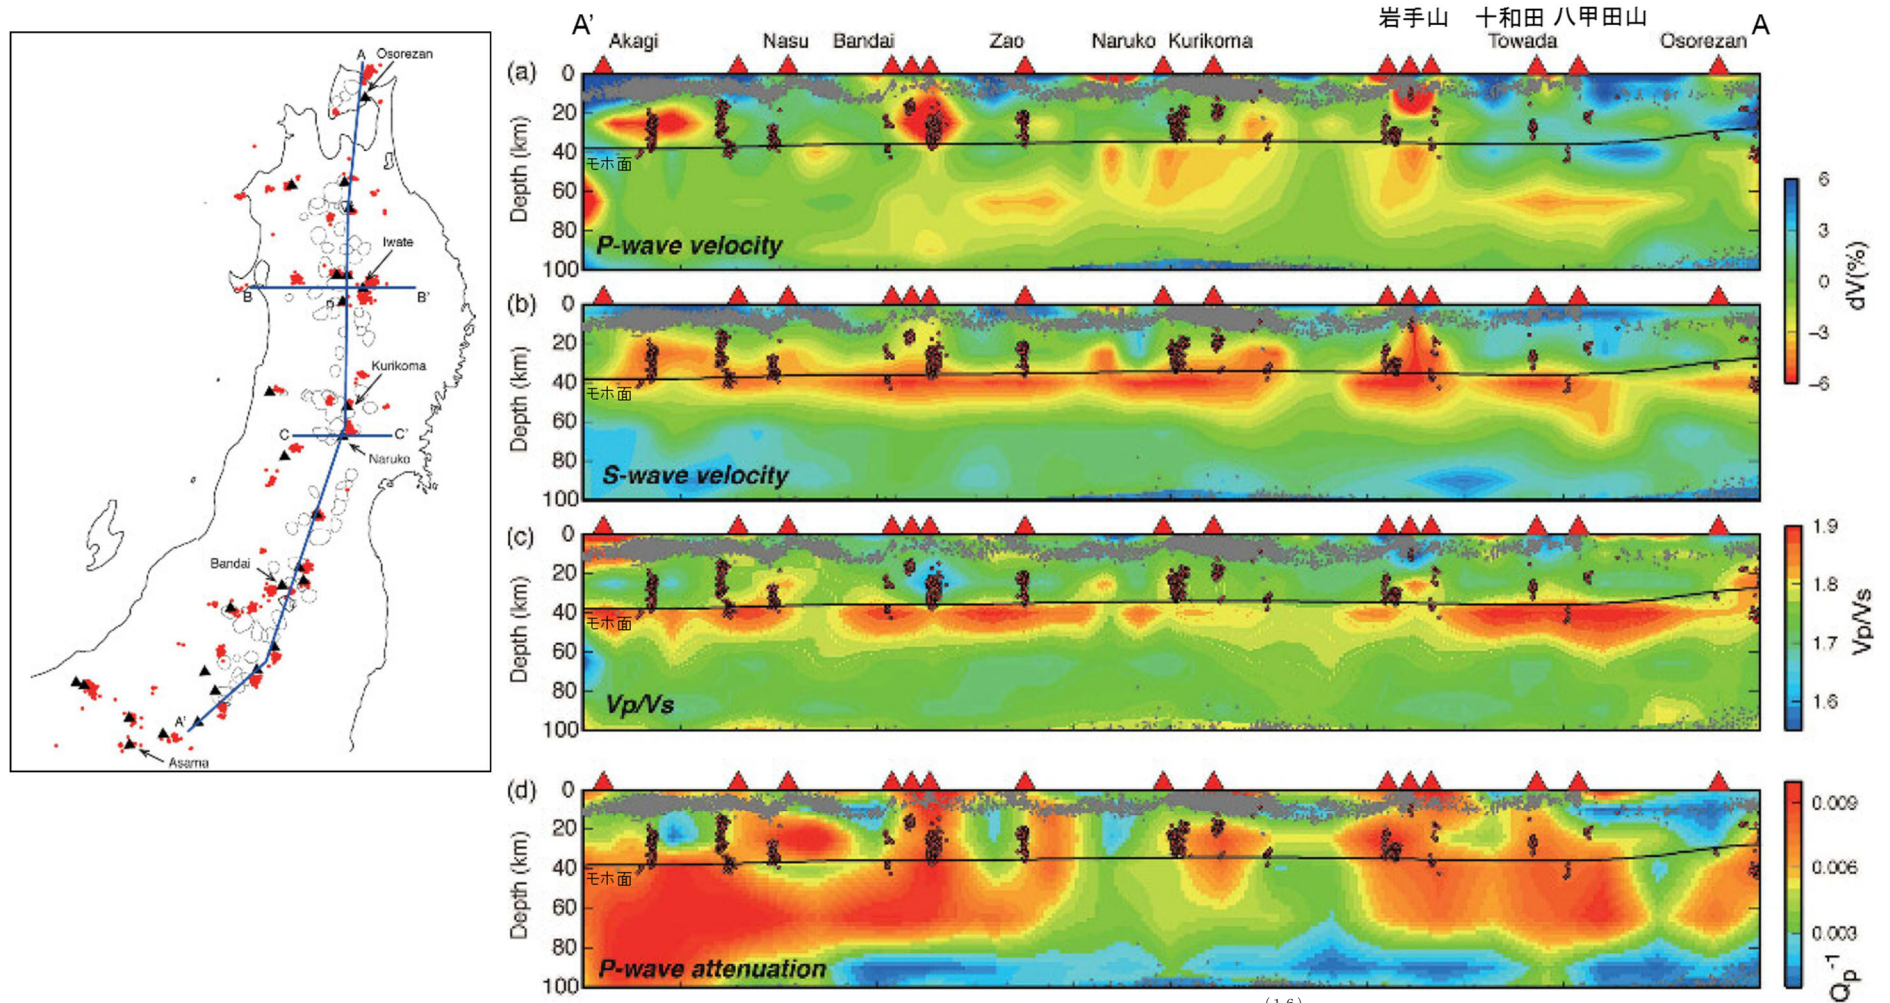 A
Osorezan
Iwate
B
B'
Kurikoma
C
C'
Naruko
Bandai
A'
Asama
岩手山 十和田 八甲田山
A' A
Akagi Nasu Bandai Zao Naruko Kurikoma Towada Osorezan
(a)
0
20
40
60
80
100
Depth (km)
モホ面
P-wave velocity
(b)
0
20
40
60
80
100
Depth (km)
モホ面
S-wave velocity
6
3
0
−3
−6
dV(%)
(c)
0
20
40
60
80
100
Depth (km)
モホ面
Vp/Vs
1.9
1.8
1.7
1.6
Vp/Vs
(d)
0
20
40
60
80
100
Depth (km)
モホ面
P-wave attenuation
0.009
0.006
0.003
Qp-1
(16)